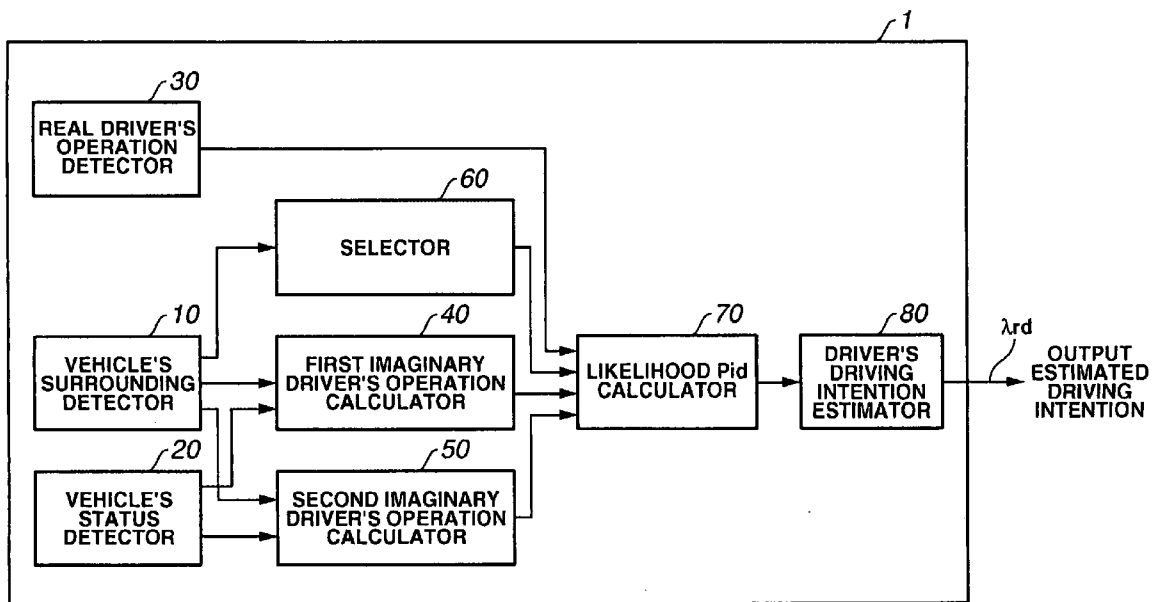 1
30
REAL DRIVER'S
OPERATION
DETECTOR
60
SELECTOR
10
VEHICLE'S
SURROUNDING
DETECTOR
40
FIRST IMAGINARY
DRIVER'S OPERATION
CALCULATOR
70
LIKELIHOOD Pid
CALCULATOR
80
DRIVER'S
DRIVING
INTENTION
ESTIMATOR
λrd
OUTPUT
ESTIMATED
DRIVING
INTENTION
20
VEHICLE'S
STATUS
DETECTOR
50
SECOND IMAGINARY
DRIVER'S OPERATION
CALCULATOR